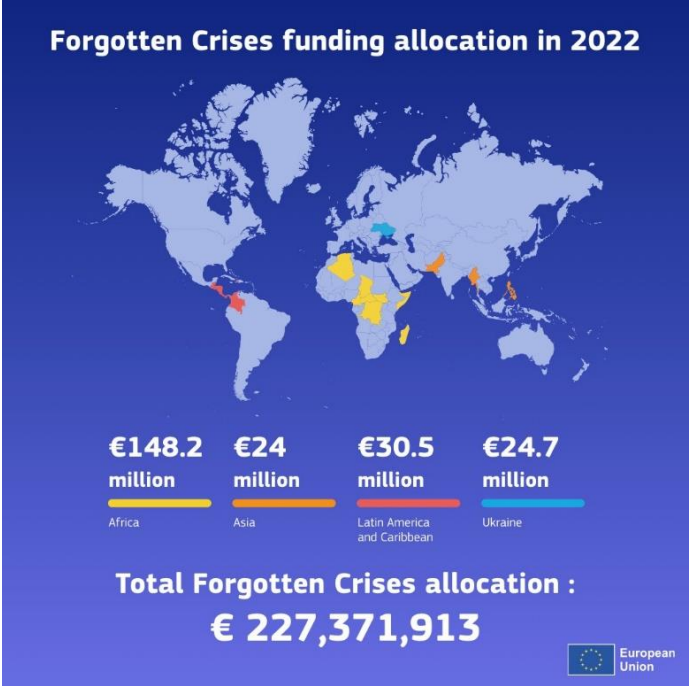 Forgotten Crises funding allocation in 2022
€148.2 €24 €30.5 €24.7
million million million million
Africa Asia Latin America Ukraine
and Caribbean
Total Forgotten Crises allocation :
€ 227,371,913
European
Union